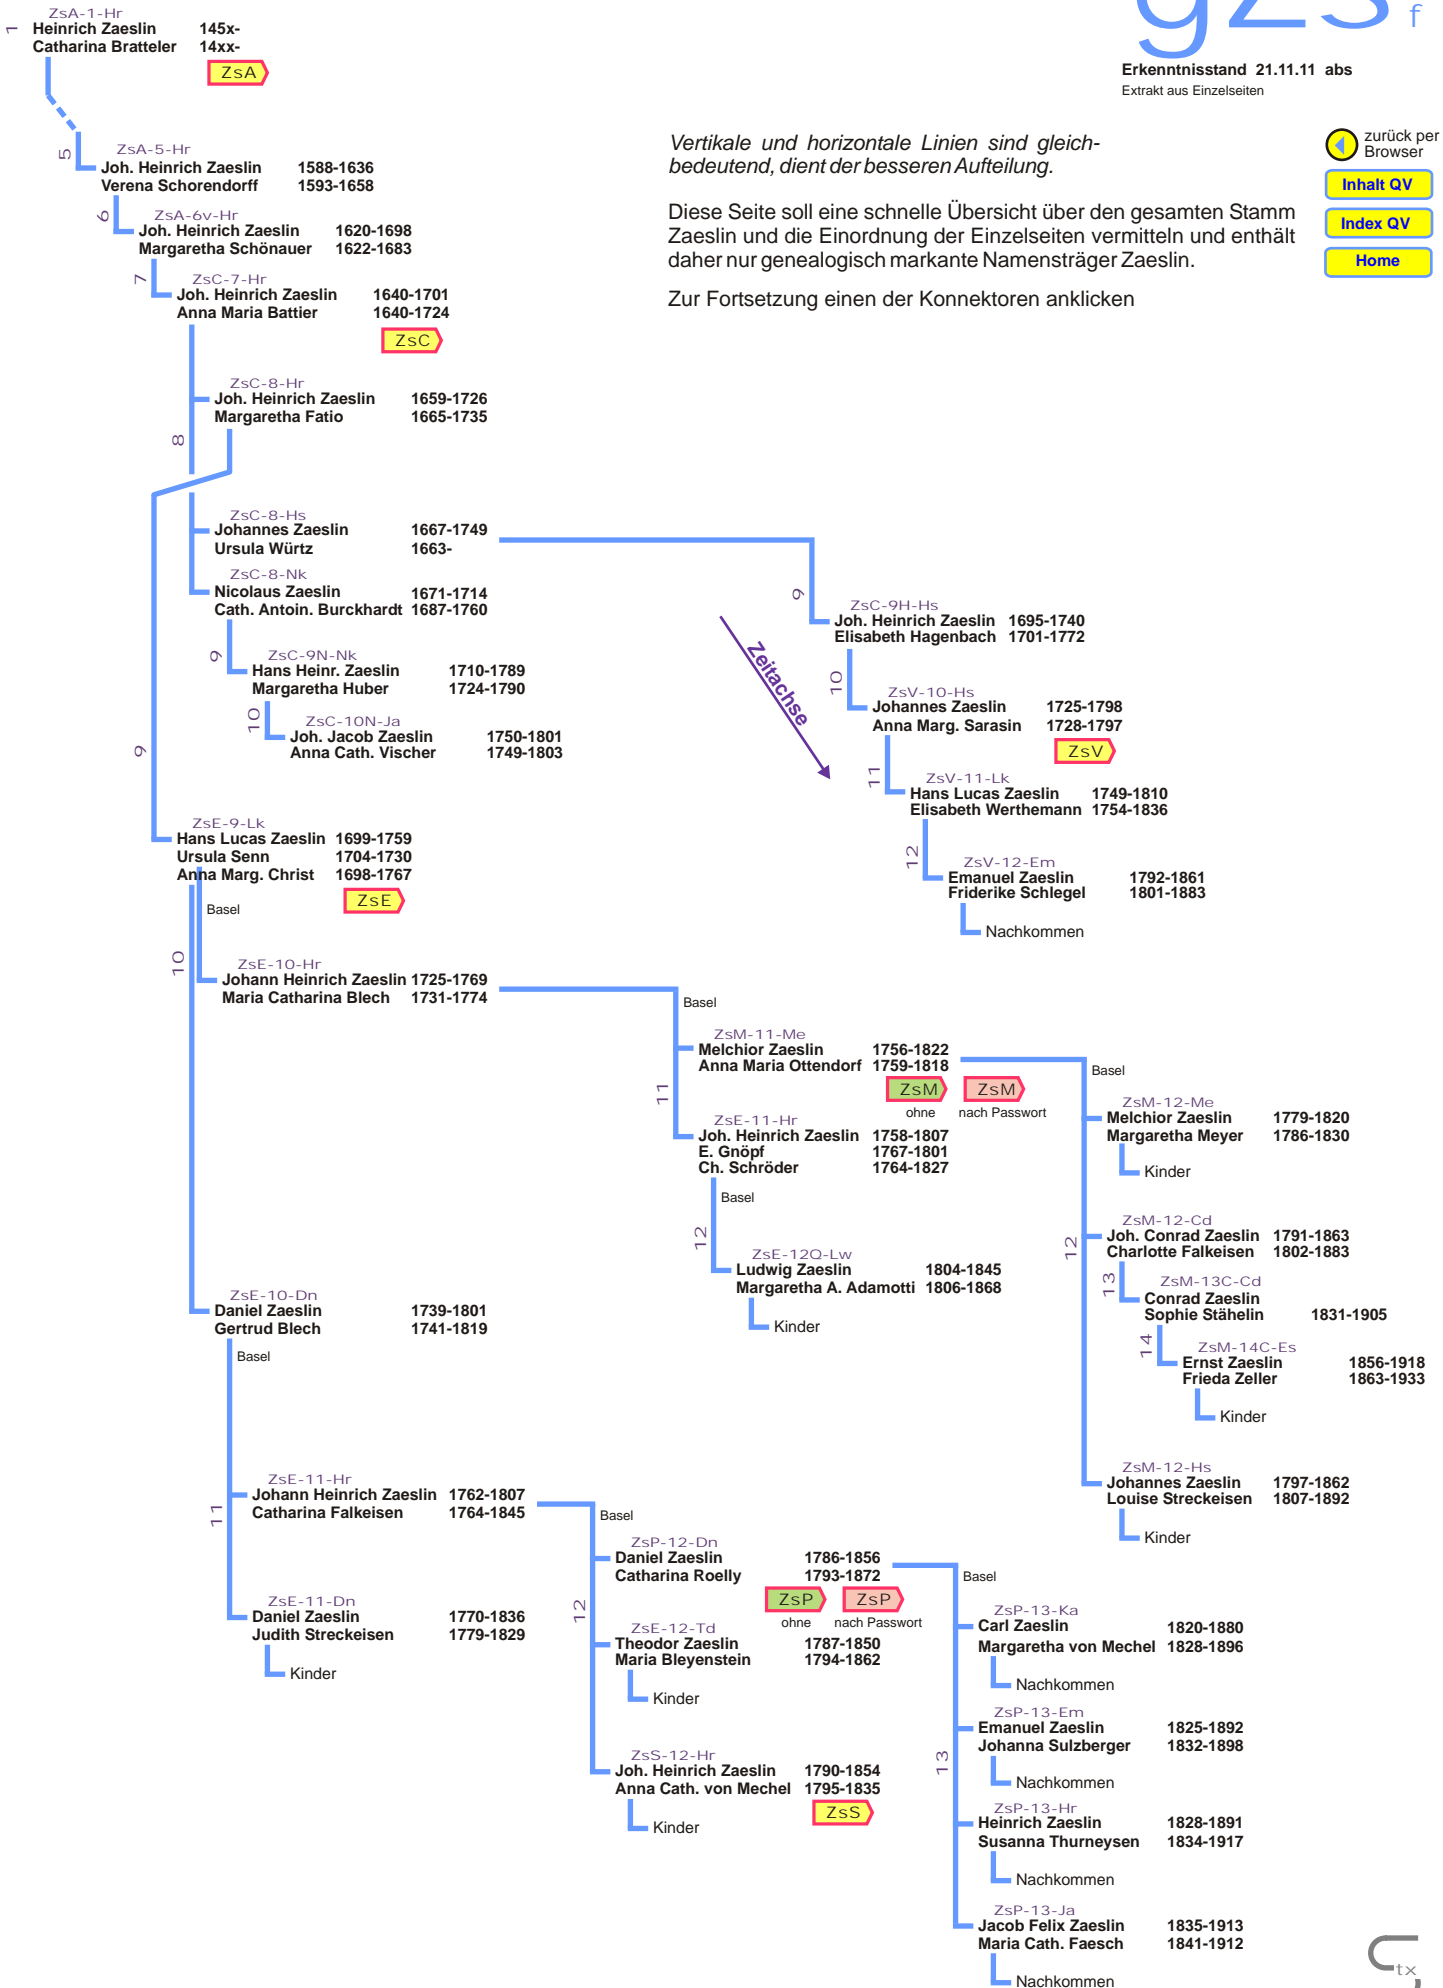 gzs f
Erkenntnisstand 21.11.11 abs
Extrakt aus Einzelseiten
zurück per
Browser
Inhalt QV
Index QV
Home
Vertikale und horizontale Linien sind gleich-
bedeutend, dient der besseren Aufteilung.
Diese Seite soll eine schnelle Übersicht über den gesamten Stamm
Zaeslin und die Einordnung der Einzelseiten vermitteln und enthält
daher nur genealogisch markante Namensträger Zaeslin.
Zur Fortsetzung einen der Konnektoren anklicken
1
ZsA-1-Hr
Heinrich Zaeslin 145x-
Catharina Bratteler 14xx-
ZsA
5
ZsA-5-Hr
Joh. Heinrich Zaeslin 1588-1636
Verena Schorendorff 1593-1658
6
ZsA-6v-Hr
Joh. Heinrich Zaeslin 1620-1698
Margaretha Schönauer 1622-1683
7
ZsC-7-Hr
Joh. Heinrich Zaeslin 1640-1701
Anna Maria Battier 1640-1724
ZsC
8
ZsC-8-Hr
Joh. Heinrich Zaeslin 1659-1726
Margaretha Fatio 1665-1735
ZsC-8-Hs
Johannes Zaeslin 1667-1749
Ursula Würtz 1663-
ZsC-8-Nk
Nicolaus Zaeslin 1671-1714
Cath. Antoin. Burckhardt 1687-1760
9
ZsC-9N-Nk
Hans Heinr. Zaeslin 1710-1789
Margaretha Huber 1724-1790
10
ZsC-10N-Ja
Joh. Jacob Zaeslin 1750-1801
Anna Cath. Vischer 1749-1803
Zeitachse
9
ZsC-9H-Hs
Joh. Heinrich Zaeslin 1695-1740
Elisabeth Hagenbach 1701-1772
10
ZsV-10-Hs
Johannes Zaeslin 1725-1798
Anna Marg. Sarasin 1728-1797
ZsV
11
ZsV-11-Lk
Hans Lucas Zaeslin 1749-1810
Elisabeth Werthemann 1754-1836
12
ZsV-12-Em
Emanuel Zaeslin 1792-1861
Friderike Schlegel 1801-1883
Nachkommen
9
ZsE-9-Lk
Hans Lucas Zaeslin 1699-1759
Ursula Senn 1704-1730
Anna Marg. Christ 1698-1767
ZsE
Basel
10
ZsE-10-Hr
Johann Heinrich Zaeslin 1725-1769
Maria Catharina Blech 1731-1774
Basel
11
ZsM-11-Me
Melchior Zaeslin 1756-1822
Anna Maria Ottendorf 1759-1818
ZsM ZsM
ohne nach Passwort
ZsE-11-Hr
Joh. Heinrich Zaeslin 1758-1807
E. Gnöpf 1767-1801
Ch. Schröder 1764-1827
Basel
12
ZsE-12Q-Lw
Ludwig Zaeslin 1804-1845
Margaretha A. Adamotti 1806-1868
Kinder
Basel
12
ZsM-12-Me
Melchior Zaeslin 1779-1820
Margaretha Meyer 1786-1830
Kinder
ZsM-12-Cd
Joh. Conrad Zaeslin 1791-1863
Charlotte Falkeisen 1802-1883
13
ZsM-13C-Cd
Conrad Zaeslin
Sophie Stähelin 1831-1905
14
ZsM-14C-Es
Ernst Zaeslin 1856-1918
Frieda Zeller 1863-1933
Kinder
ZsM-12-Hs
Johannes Zaeslin 1797-1862
Louise Streckeisen 1807-1892
Kinder
ZsE-10-Dn
Daniel Zaeslin 1739-1801
Gertrud Blech 1741-1819
Basel
11
ZsE-11-Hr
Johann Heinrich Zaeslin 1762-1807
Catharina Falkeisen 1764-1845
ZsE-11-Dn
Daniel Zaeslin 1770-1836
Judith Streckeisen 1779-1829
Kinder
Basel
12
ZsP-12-Dn
Daniel Zaeslin 1786-1856
Catharina Roelly 1793-1872
ZsP ZsP
ohne nach Passwort
ZsE-12-Td
Theodor Zaeslin 1787-1850
Maria Bleyenstein 1794-1862
Kinder
ZsS-12-Hr
Joh. Heinrich Zaeslin 1790-1854
Anna Cath. von Mechel 1795-1835
ZsS
Kinder
Basel
13
ZsP-13-Ka
Carl Zaeslin 1820-1880
Margaretha von Mechel 1828-1896
Nachkommen
ZsP-13-Em
Emanuel Zaeslin 1825-1892
Johanna Sulzberger 1832-1898
Nachkommen
ZsP-13-Hr
Heinrich Zaeslin 1828-1891
Susanna Thurneysen 1834-1917
Nachkommen
ZsP-13-Ja
Jacob Felix Zaeslin 1835-1913
Maria Cath. Faesch 1841-1912
Nachkommen
tx